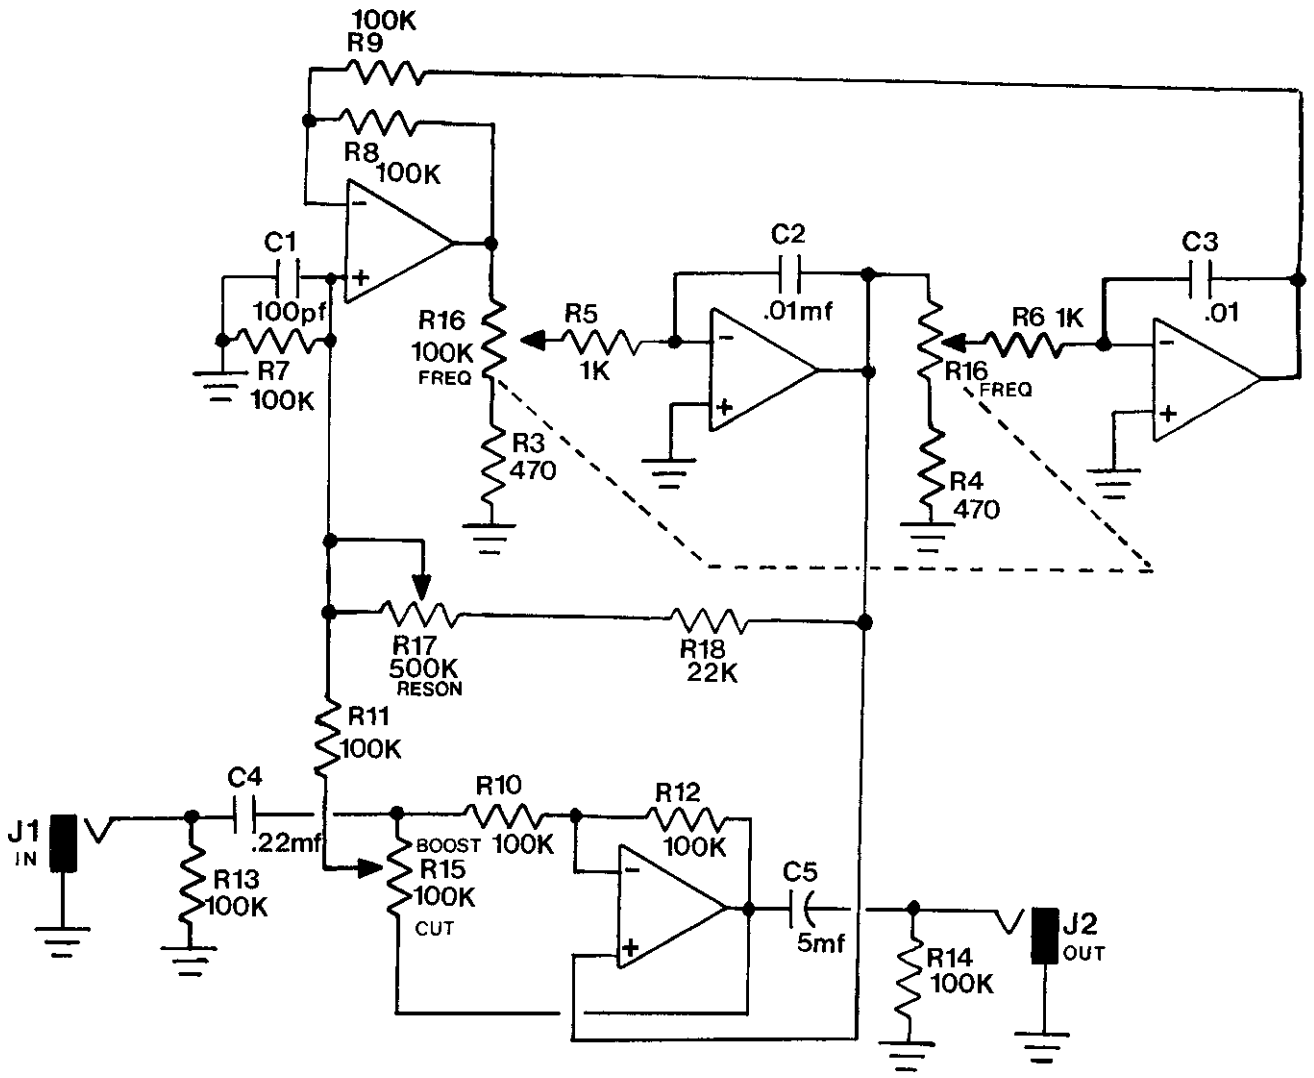 100K
R9
R8
100K
C1
100pf
R7
100K
R16
100K
FREQ
R5
1K
C2
.01mf
R6 1K
C3
.01
R16
FREQ
R3
470
R4
470
R17
500K
RESON
R18
22K
R11
100K
C4
.22mf
J1
IN
R13
100K
BOOST
R15
100K
CUT
R10
100K
R12
100K
C5
5mf
R14
100K
J2
OUT
-
+
-
+
-
+
-
+